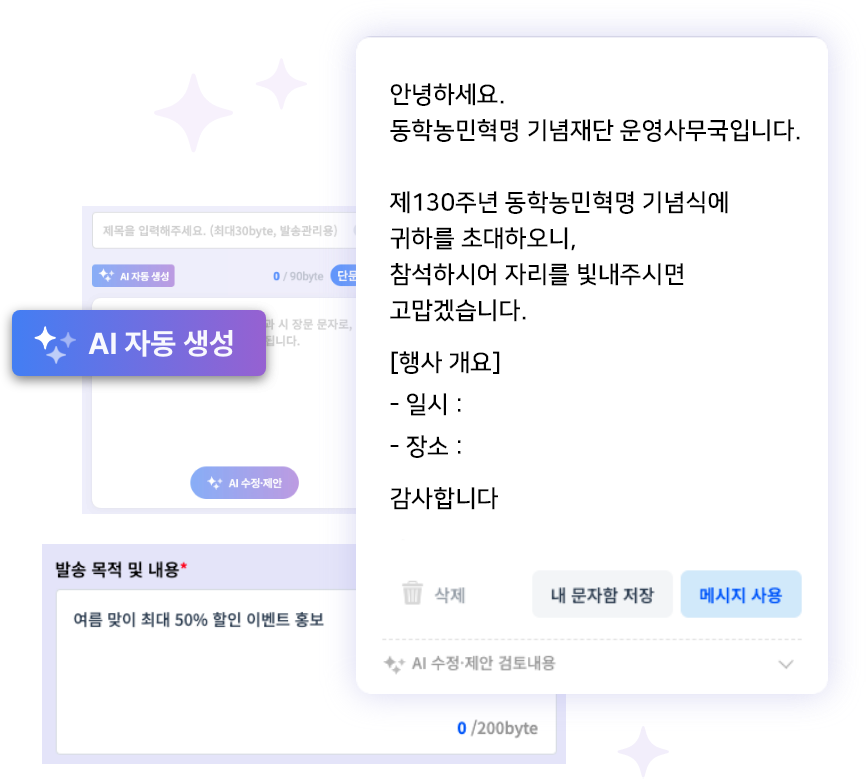 안녕하세요.
동학농민혁명 기념재단 운영사무국입니다.
제130주년 동학농민혁명 기념식에
귀하를 초대하오니,
참석하시어 자리를 빛내주시면
고맙겠습니다.
[행사 개요]
- 일시 :
- 장소 :
감사합니다
삭제
내 문자함 저장
메시지 사용
AI 수정·제안 검토내용
제목을 입력해주세요. (최대30byte, 발송관리용)
AI 자동 생성
0 / 90byte
단문
과 시 장문 문자로,
됩니다.
AI 자동 생성
AI 수정·제안
발송 목적 및 내용*
여름 맞이 최대 50% 할인 이벤트 홍보
0 /200byte